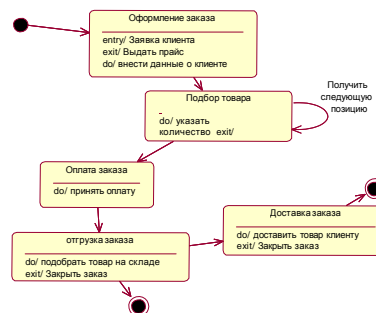 Оформление заказа
entry/ Заявка клиента
exit/ Выдать прайс
do/ внести данные о клиенте
Подбор товара
-
do/ указать
количество exit/
Получить
следующую
позицию
Оплата заказа
do/ принять оплату
Доставка заказа
do/ доставить товар клиенту
exit/ Закрыть заказ
отгрузка заказа
do/ подобрать товар на складе
exit/ Закрыть заказ